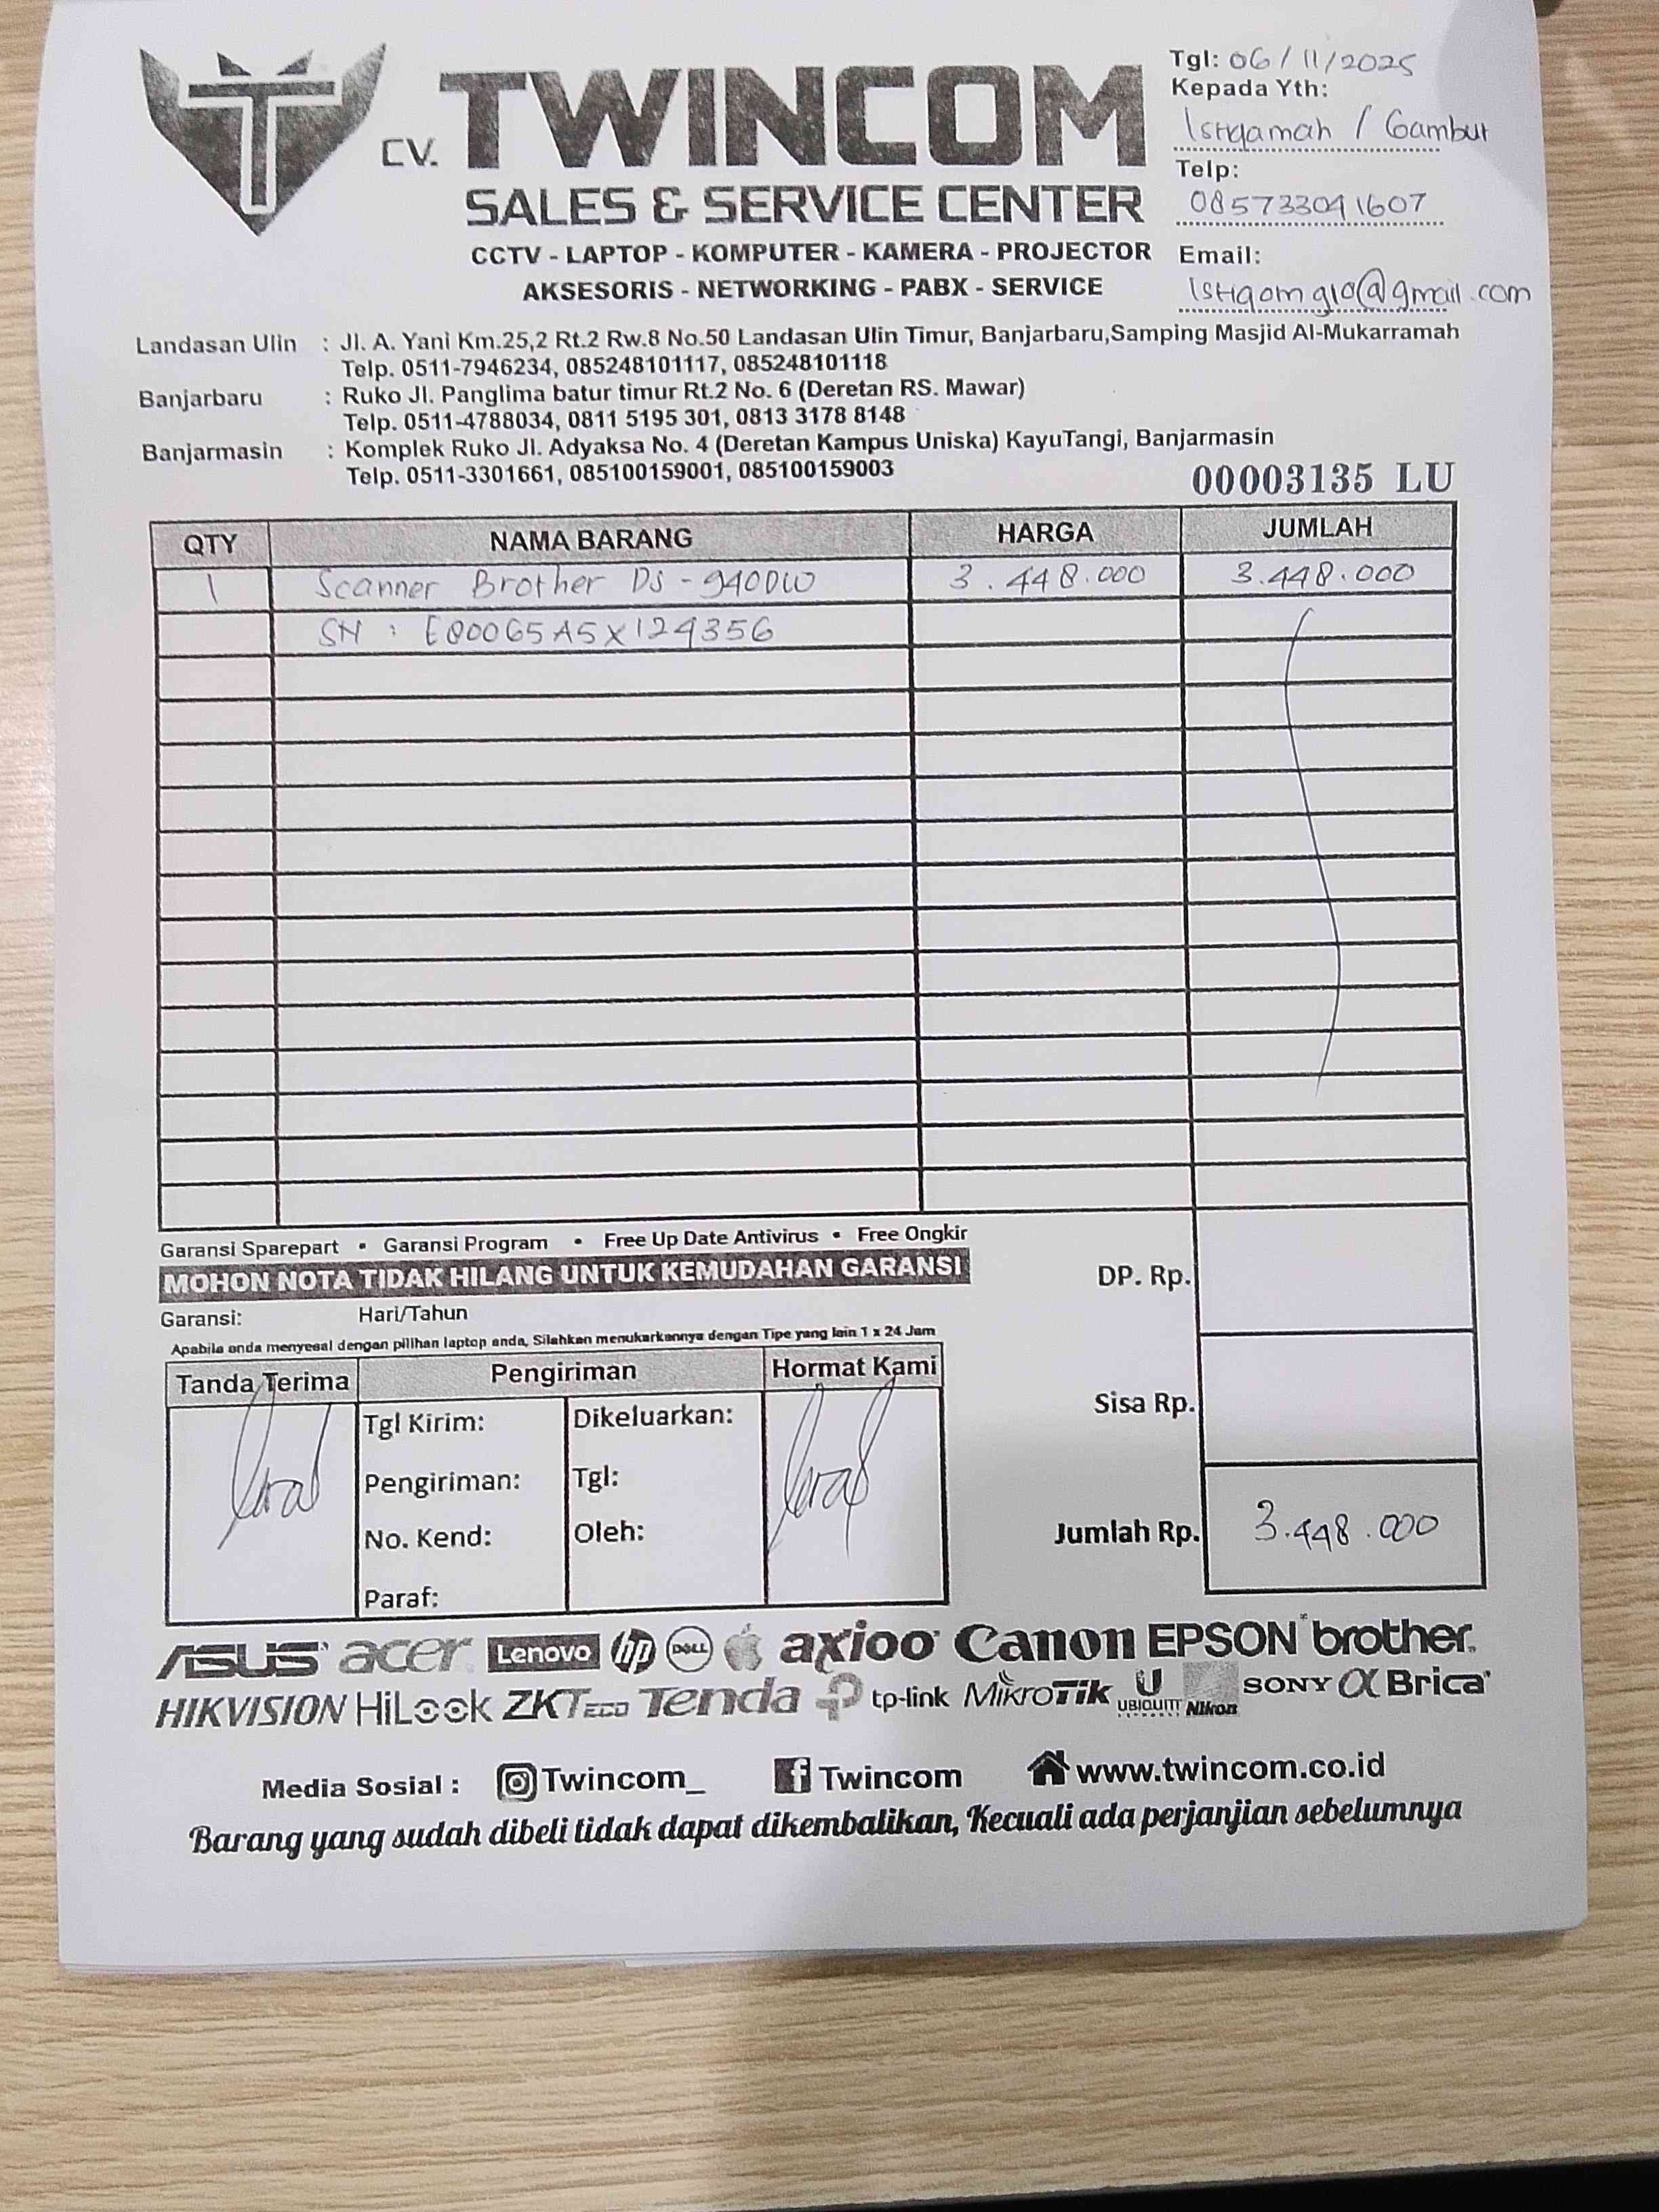 Tgl: 06/11/2025
Kepada Yth:
Istiqamah / Gambut
Telp:
085733041607
Email:
Istiqomg10@gmail.com
CV. TWINCOM
SALES & SERVICE CENTER
CCTV - LAPTOP - KOMPUTER - KAMERA - PROJECTOR
AKSESORIS - NETWORKING - PABX - SERVICE
Landasan Ulin : Jl. A. Yani Km.25,2 Rt.2 Rw.8 No.50 Landasan Ulin Timur, Banjarbaru,Samping Masjid Al-Mukarramah
Telp. 0511-7946234, 085248101117, 085248101118
Banjarbaru : Ruko Jl. Panglima batur timur Rt.2 No. 6 (Deretan RS. Mawar)
Telp. 0511-4788034, 0811 5195 301, 0813 3178 8148
Banjarmasin : Komplek Ruko Jl. Adyaksa No. 4 (Deretan Kampus Uniska) KayuTangi, Banjarmasin
Telp. 0511-3301661, 085100159001, 085100159003
00003135 LU
QTY NAMA BARANG HARGA JUMLAH
1 Scanner Brother DS - 940DW 3.448.000 3.448.000
SN : E80065A5X124356
Garansi Sparepart • Garansi Program • Free Up Date Antivirus • Free Ongkir
MOHON NOTA TIDAK HILANG UNTUK KEMUDAHAN GARANSI
Garansi: Hari/Tahun
Apabila anda menyesal dengan pilihan laptop anda, Silahkan menukarkannya dengan Tipe yang lain 1 x 24 Jam
DP. Rp.
Sisa Rp.
Jumlah Rp. 3.448.000
Tanda Terima Pengiriman Hormat Kami
Tgl Kirim: Dikeluarkan:
Pengiriman: Tgl:
No. Kend: Oleh:
Paraf:
ASUS acer Lenovo hp DELL axioo Canon EPSON brother
HIKVISION HiLook ZKTECO Tenda tp-link MikroTik UBIQUITI NETWORKS Nikon SONY α Brica
Media Sosial : Twincom_ Twincom www.twincom.co.id
Barang yang sudah dibeli tidak dapat dikembalikan, Kecuali ada perjanjian sebelumnya